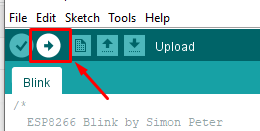 File Edit Sketch Tools Help
Upload
Blink
/*
ESP8266 Blink by Simon Peter